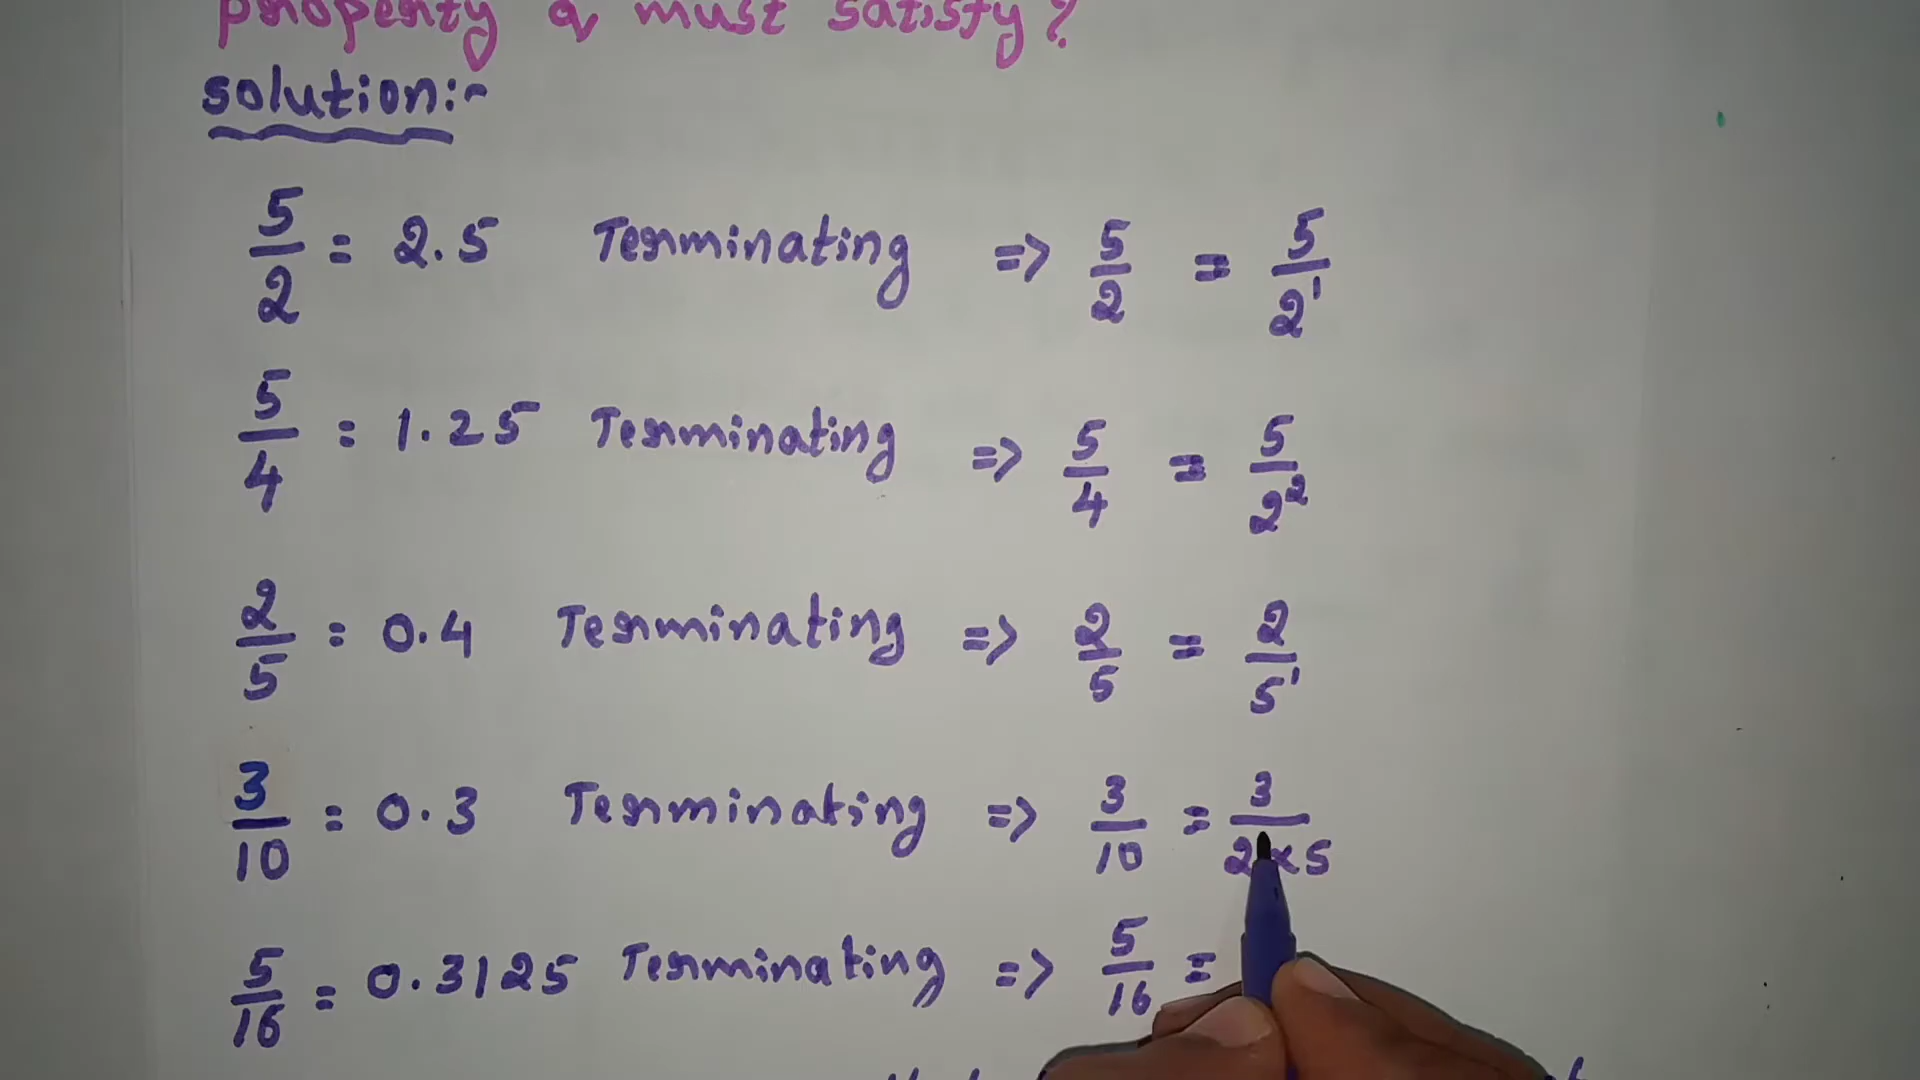 property q must satisfy?
solution:-
5/2 = 2.5 Terminating => 5/2 = 5/2¹
5/4 = 1.25 Terminating => 5/4 = 5/2²
2/5 = 0.4 Terminating => 2/5 = 2/5¹
3/10 = 0.3 Terminating => 3/10 = 3/2×5
5/16 = 0.3125 Terminating => 5/16 =